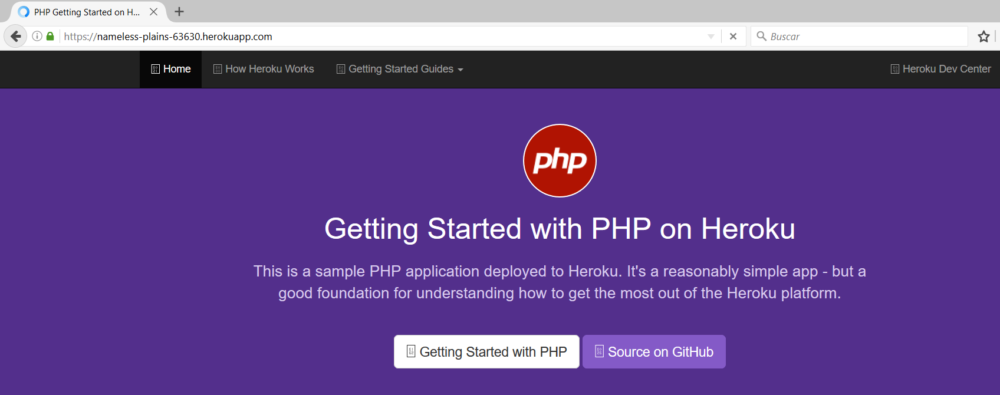 PHP Getting Started on H...
https://nameless-plains-63630.herokuapp.com
Buscar
Home
How Heroku Works
Getting Started Guides
Heroku Dev Center
php
Getting Started with PHP on Heroku
This is a sample PHP application deployed to Heroku. It's a reasonably simple app - but a
good foundation for understanding how to get the most out of the Heroku platform.
Getting Started with PHP
Source on GitHub